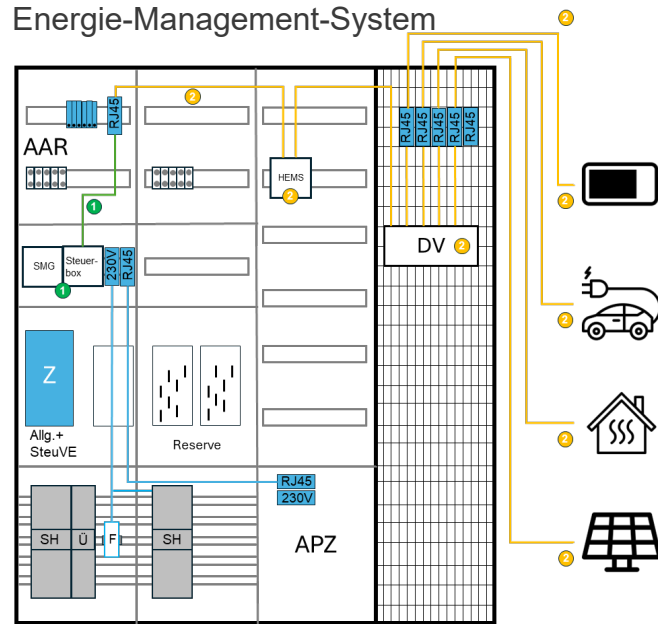 Energie-Management-System
2
RJ45
2
RJ45
RJ45
RJ45
RJ45
RJ45
AAR
HEMS
2
1
2
SMG
Steuer-
box
230V
RJ45
DV
2
1
2
Z
Allg.+
SteuVE
Reserve
2
RJ45
230V
SH
Ü
F
SH
APZ
2